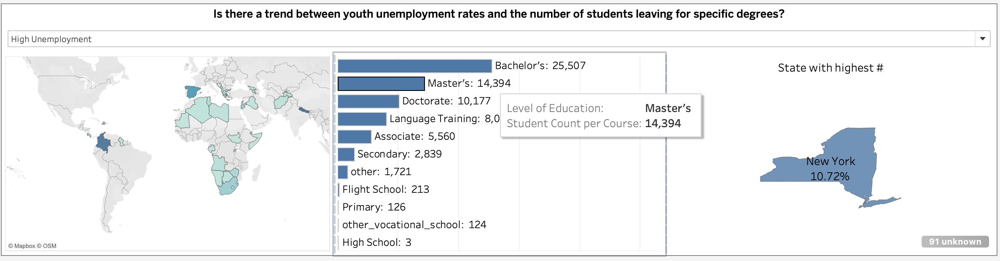 Is there a trend between youth unemployment rates and the number of students leaving for specific degrees?
High Unemployment
Bachelor’s: 25,507
Master’s: 14,394
Doctorate: 10,177
Language Training: 8,0
Associate: 5,560
Secondary: 2,839
other: 1,721
Flight School: 213
Primary: 126
other_vocational_school: 124
High School: 3
Level of Education: Master’s
Student Count per Course: 14,394
State with highest #
New York
10.72%
91 unknown
© Mapbox © OSM